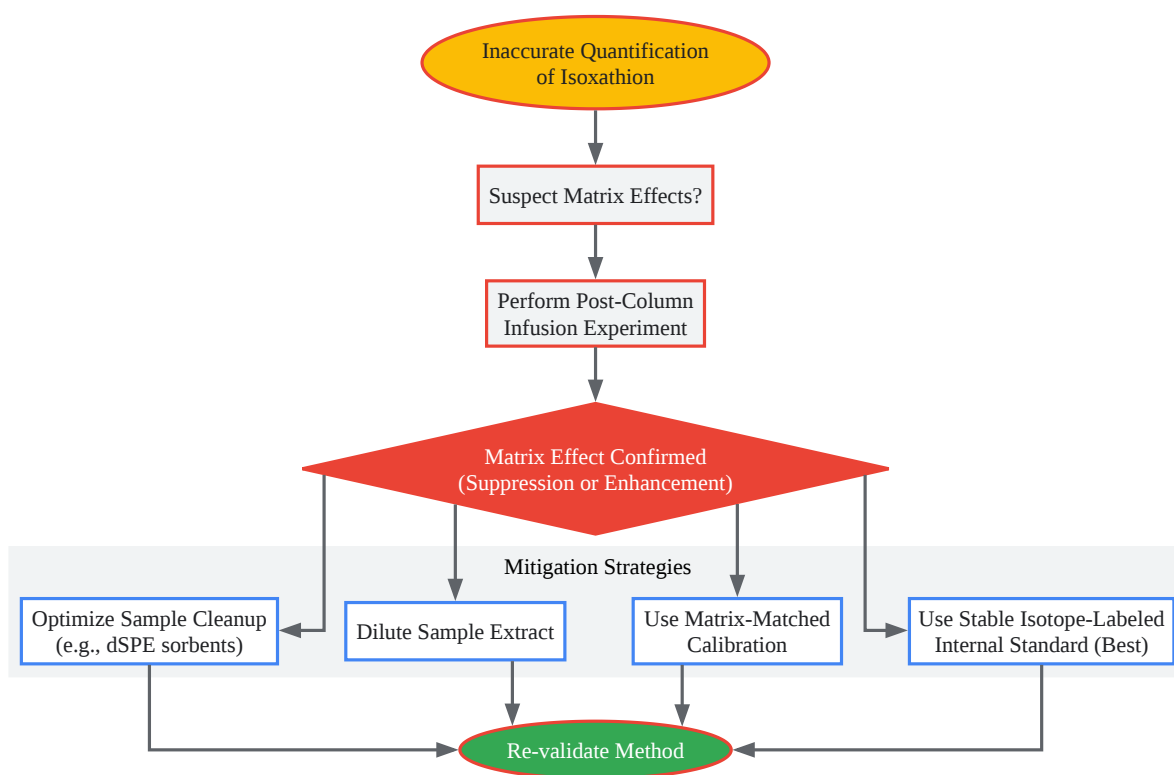 Inaccurate Quantification
of Isoxathion
Suspect Matrix Effects?
Perform Post-Column
Infusion Experiment
Matrix Effect Confirmed
(Suppression or Enhancement)
Mitigation Strategies
Optimize Sample Cleanup
(e.g., dSPE sorbents)
Dilute Sample Extract
Use Matrix-Matched
Calibration
Use Stable Isotope-Labeled
Internal Standard (Best)
Re-validate Method